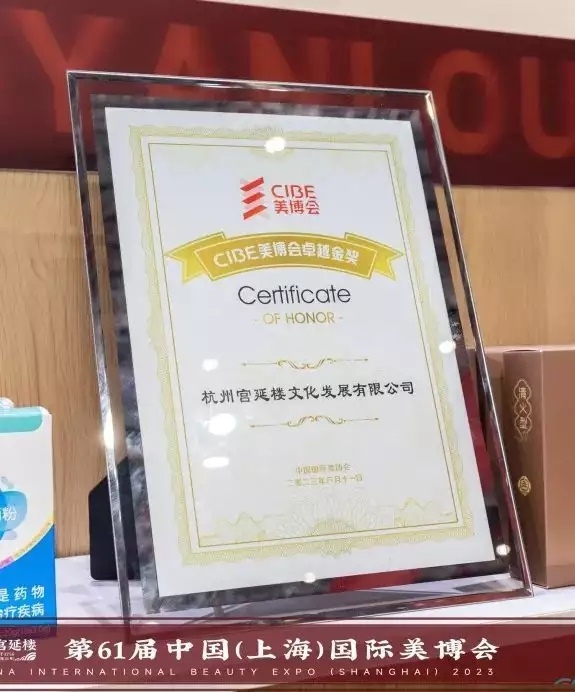 YANLOU
CIBE
美博会
CIBE美博会卓越金奖
Certificate
- OF HONOR -
杭州宫延楼文化发展有限公司
中国国际美博会
清火型
粉
是药物
治疗疾病
宫延楼
第61届中国(上海)国际美博会
NA INTERNATIONAL BEAUTY EXPO (SHANGHAI) 2023